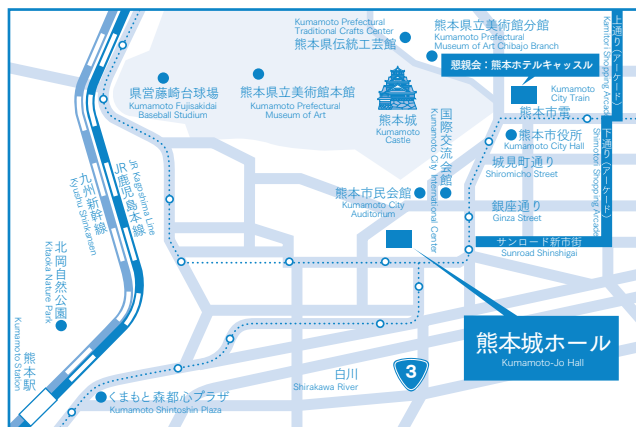 Kumamoto Prefectural
Traditional Crafts Center
熊本県伝統工芸館
熊本県立美術館分館
Kumamoto Prefectural
Museum of Art Chibajo Branch
上通り（アーケード）
Kamitori Shopping Arcade
懇親会：熊本ホテルキャッスル
県営藤崎台球場
Kumamoto Fujisakidai
Baseball Studium
熊本県立美術館本館
Kumamoto Prefectural
Museum of Art
熊本城
Kumamoto
Castle
国際交流会館
Kumamoto City International Center
Kumamoto
City Train
熊本市電
熊本市役所
Kumamoto City Hall
下通り（アーケード）
Shimotori Shopping Arcade
城見町通り
Shiromicho Street
銀座通り
Ginza Street
サンロード新市街
Sunroad Shinshigai
熊本市民会館
Kumamoto City
Auditorium
JR Kagoshima Line
JR鹿児島本線
九州新幹線
Kyushu Shinkansen
北岡自然公園
Kitaoka Nature Park
熊本駅
Kumamoto Station
くまもと森都心プラザ
Kumamoto Shintoshin Plaza
白川
Shirakawa River
3
熊本城ホール
Kumamoto-Jo Hall